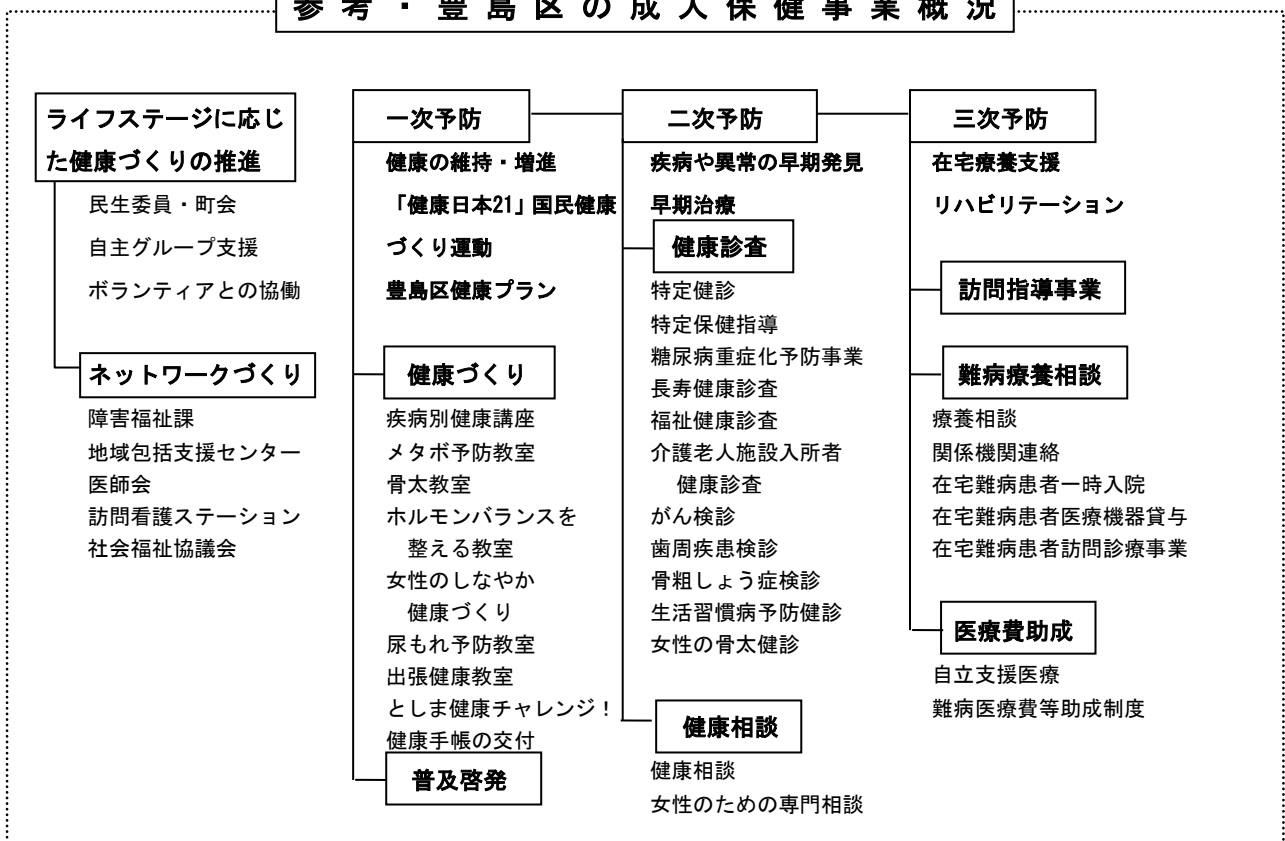 参考・豊島区の成人保健事業概況
ライフステージに応じ
た健康づくりの推進
民生委員・町会
自主グループ支援
ボランティアとの協働
ネットワークづくり
障害福祉課
地域包括支援センター
医師会
訪問看護ステーション
社会福祉協議会
一次予防
健康の維持・増進
「健康日本21」国民健康
づくり運動
豊島区健康プラン
健康づくり
疾病別健康講座
メタボ予防教室
骨太教室
ホルモンバランスを
整える教室
女性のしなやか
健康づくり
尿もれ予防教室
出張健康教室
としま健康チャレンジ！
健康手帳の交付
普及啓発
二次予防
疾病や異常の早期発見
早期治療
健康診査
特定健診
特定保健指導
糖尿病重症化予防事業
長寿健康診査
福祉健康診査
介護老人施設入所者
健康診査
がん検診
歯周疾患検診
骨粗しょう症検診
生活習慣病予防健診
女性の骨太健診
健康相談
健康相談
女性のための専門相談
三次予防
在宅療養支援
リハビリテーション
訪問指導事業
難病療養相談
療養相談
関係機関連絡
在宅難病患者一時入院
在宅難病患者医療機器貸与
在宅難病患者訪問診療事業
医療費助成
自立支援医療
難病医療費等助成制度